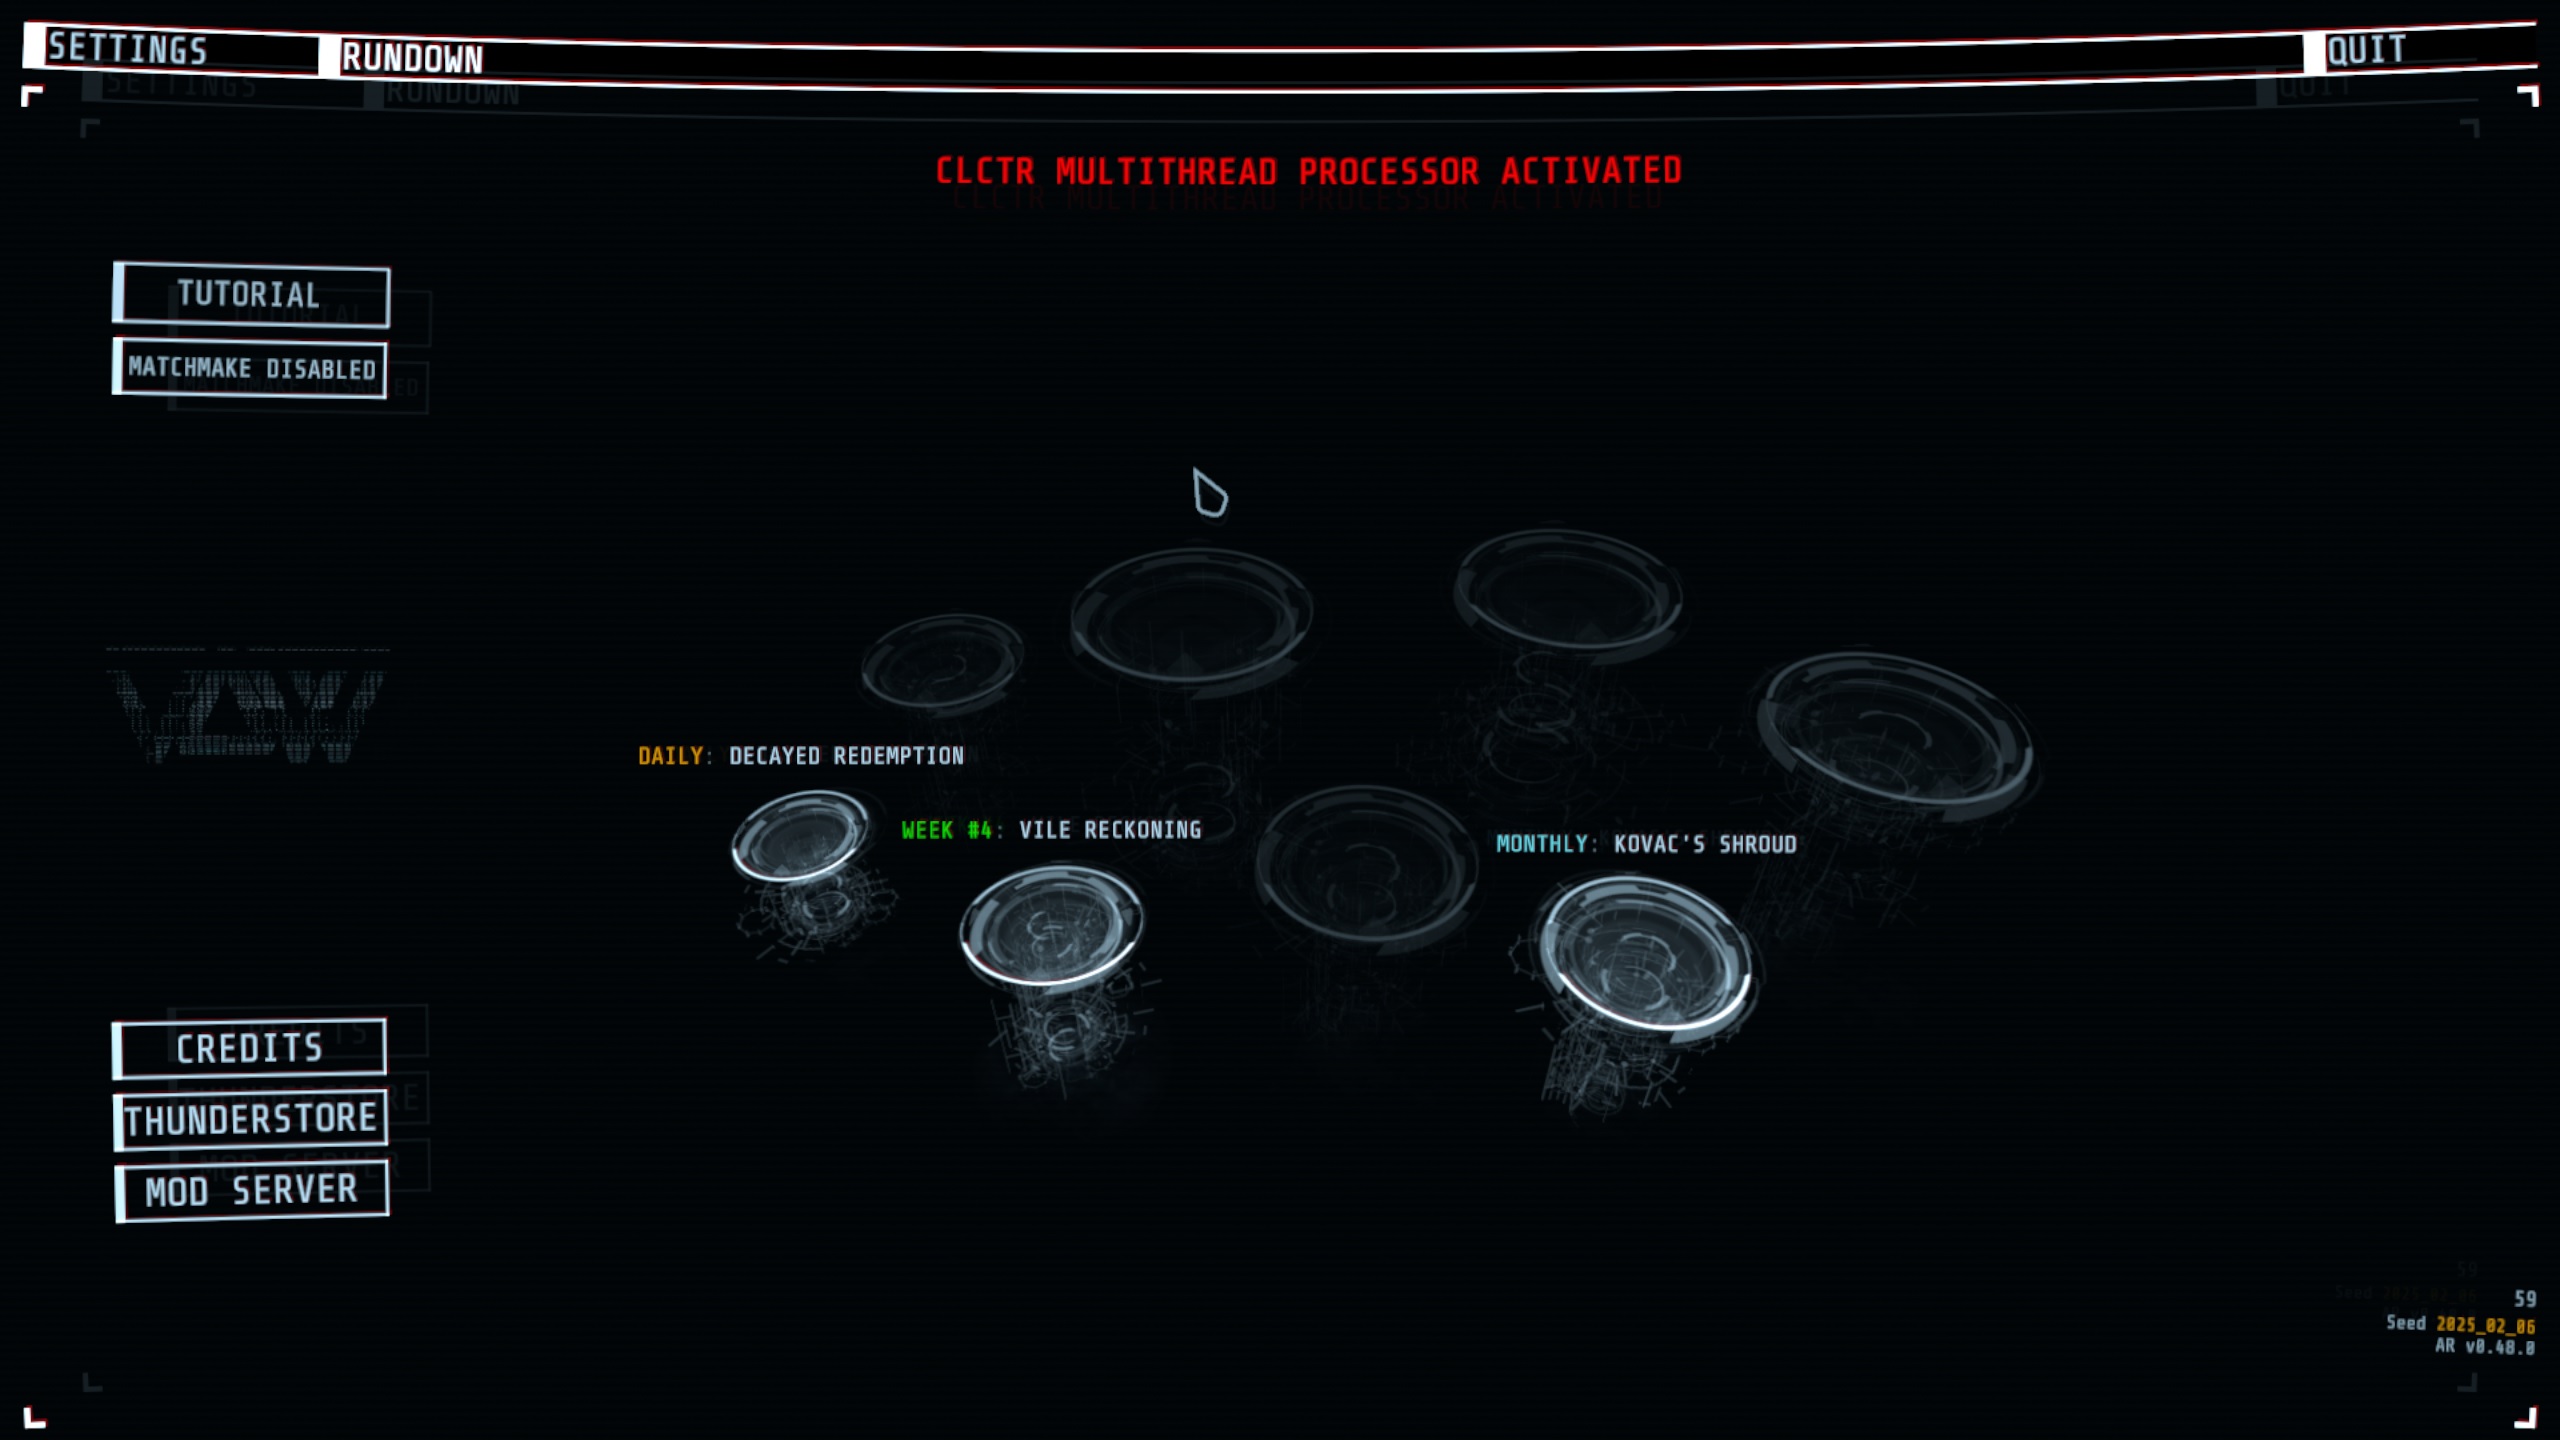 SETTINGS
RUNDOWN
QUIT
CLCTR MULTITHREAD PROCESSOR ACTIVATED
TUTORIAL
MATCHMAKE DISABLED
DAILY: DECAYED REDEMPTION
WEEK #4: VILE RECKONING
MONTHLY: KOVAC'S SHROUD
CREDITS
THUNDERSTORE
MOD SERVER
59
Seed 2025_02_06
AR v0.48.0